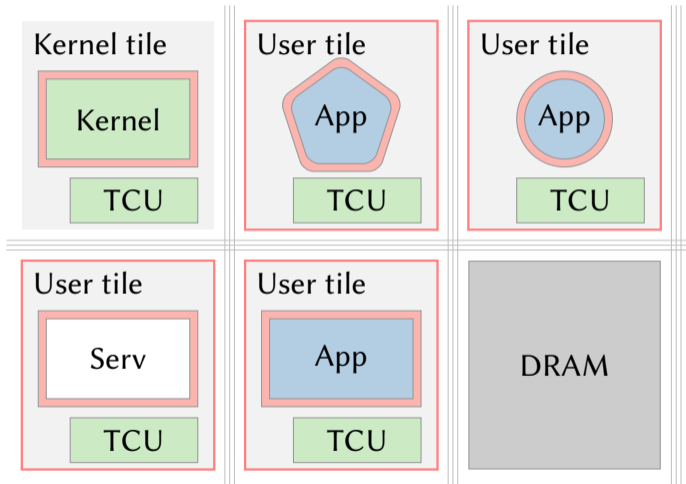 Kernel tile
Kernel
TCU
User tile
App
TCU
User tile
App
TCU
User tile
Serv
TCU
User tile
App
TCU
DRAM